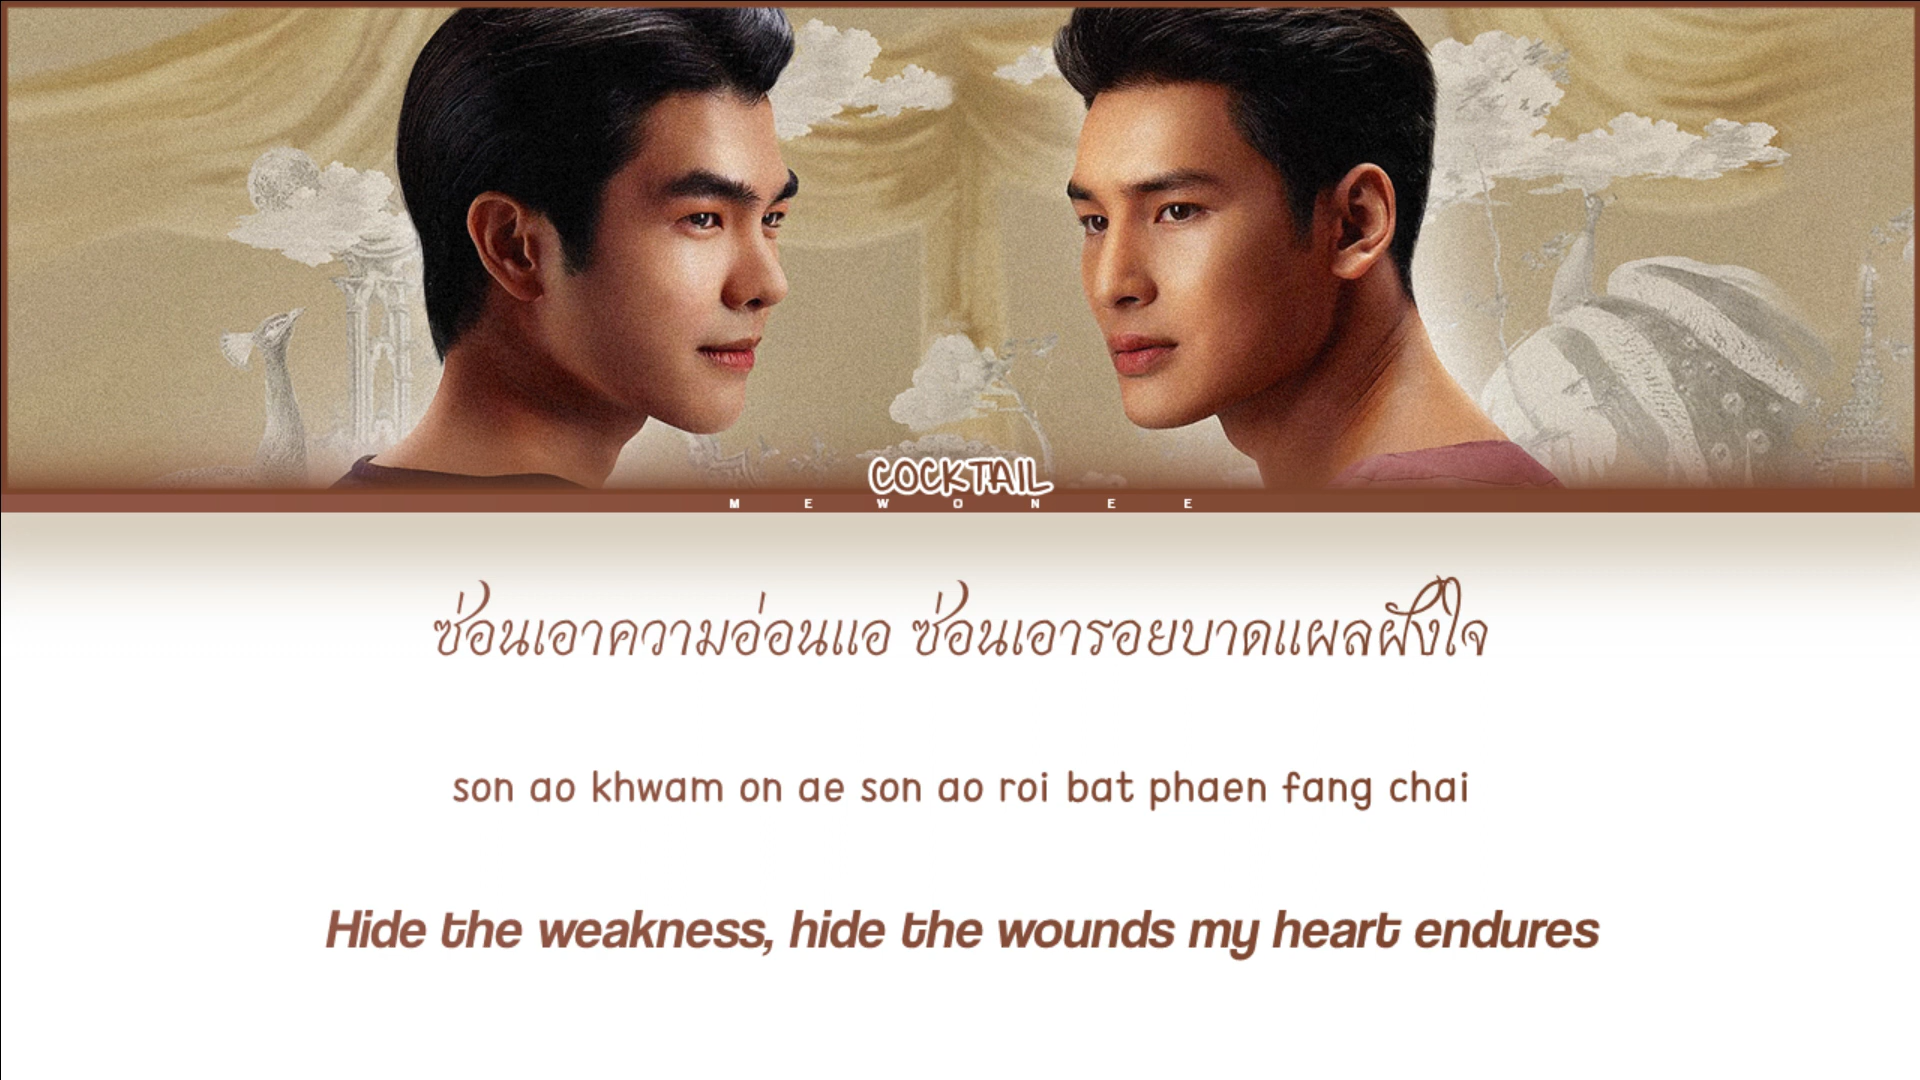 COCKTAIL
MEWONEE
ซ่อนเอาความอ่อนแอ ซ่อนเอารอยบาดแผลฝังใจ
son ao khwam on ae son ao roi bat phaen fang chai
Hide the weakness, hide the wounds my heart endures